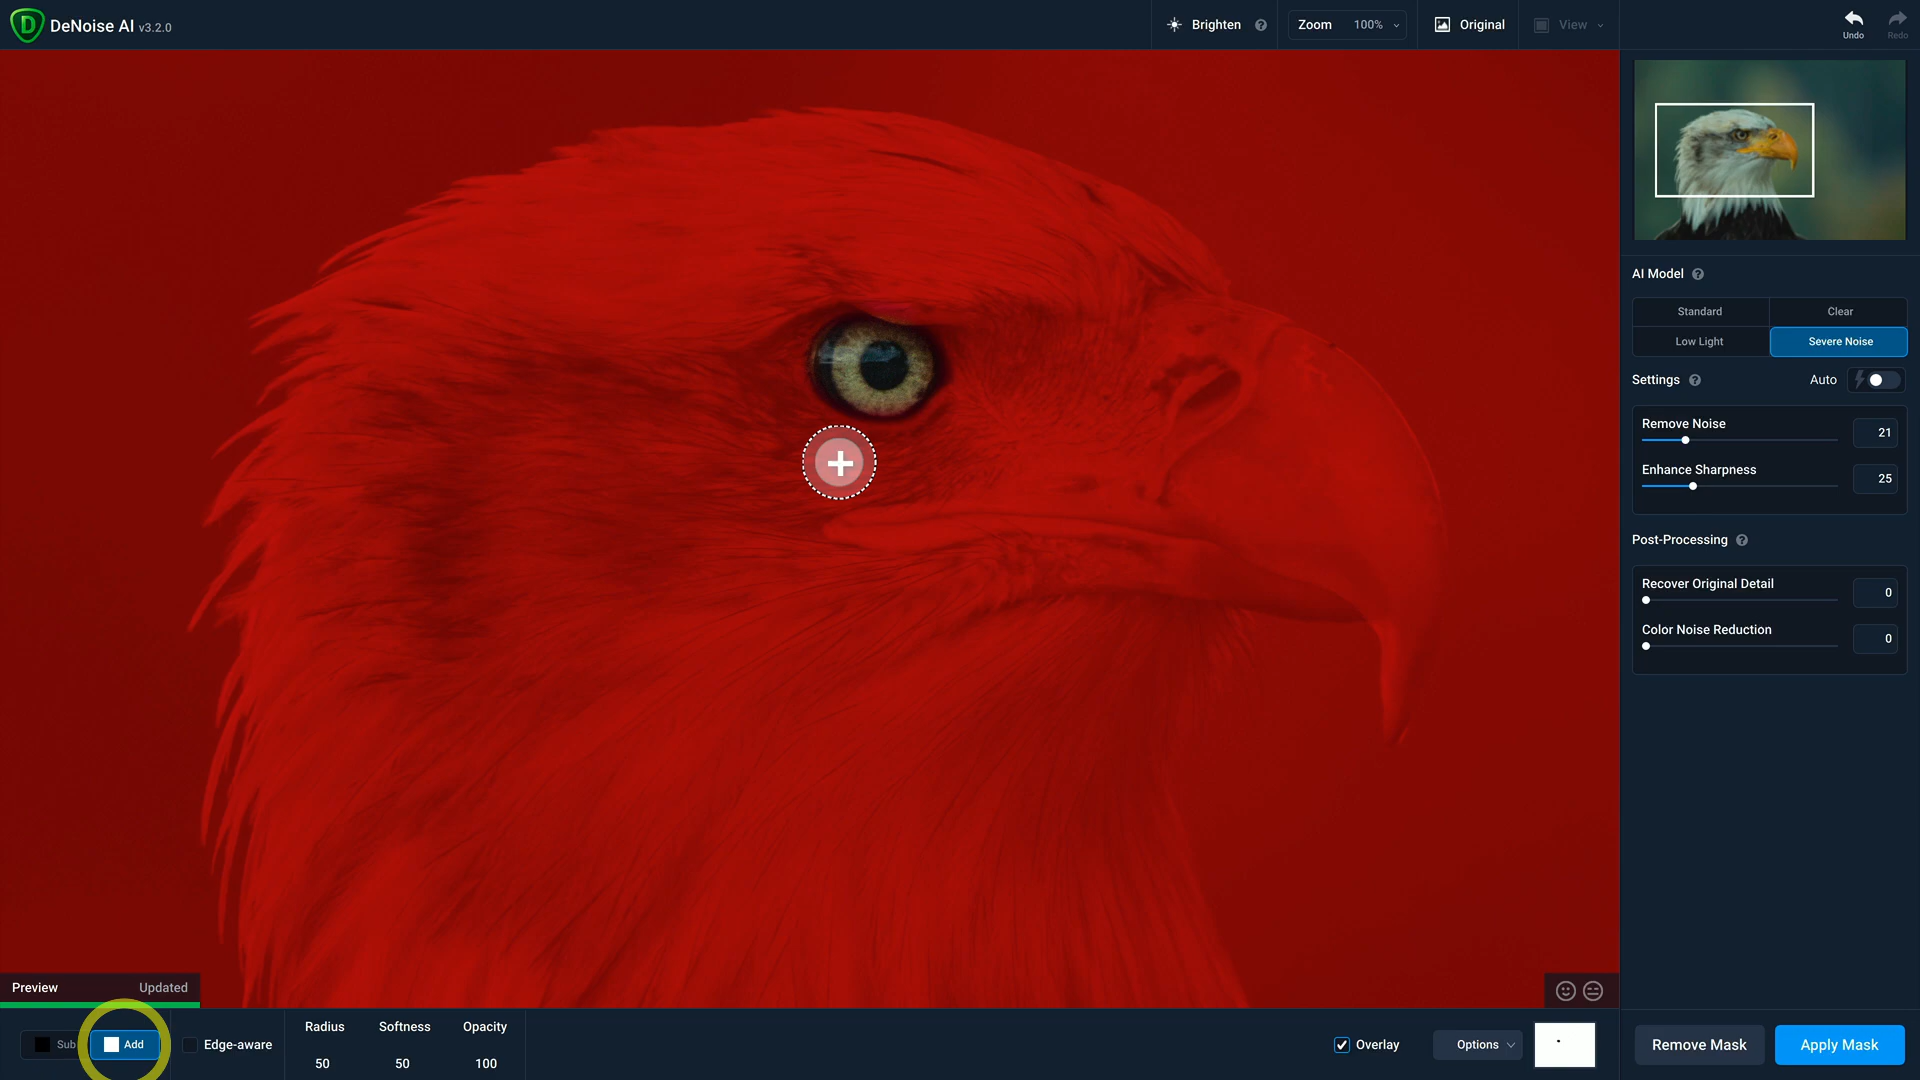 DeNoise AI v3.2.0
Brighten
Zoom 100%
Original
View
Undo
Redo
AI Model
Standard
Clear
Low Light
Severe Noise
Settings
Auto
Remove Noise
21
Enhance Sharpness
25
Post-Processing
Recover Original Detail
0
Color Noise Reduction
0
Preview
Updated
Sub
Add
Edge-aware
Radius
50
Softness
50
Opacity
100
Overlay
Options
Remove Mask
Apply Mask